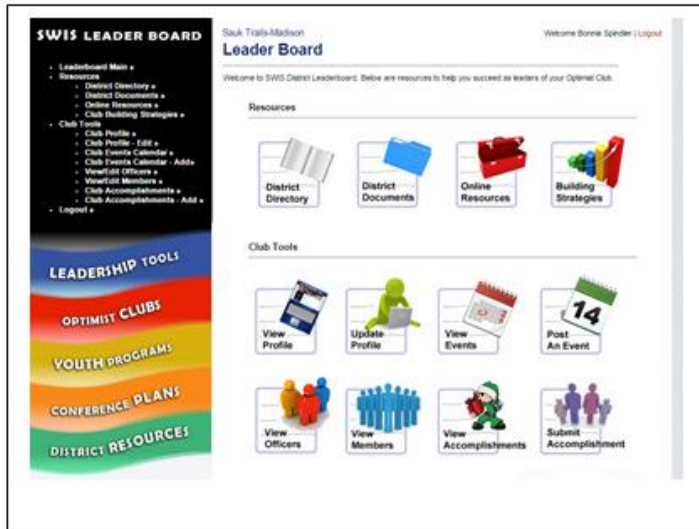 SWIS LEADER BOARD
Leaderboard Main »
Resources
District Directory »
District Documents »
Online Resources »
Club Building Strategies »
Club Tools
Club Profile »
Club Profile - Edit »
Club Events Calendar »
Club Events Calendar - Add»
View/Edit Officers »
View/Edit Members »
Club Accomplishments »
Club Accomplishments - Add »
Logout »
LEADERSHIP TOOLS
OPTIMIST CLUBS
YOUTH PROGRAMS
CONFERENCE PLANS
DISTRICT RESOURCES
Sauk Trails-Madison
Welcome Bonnie Spindler | Logout
Leader Board
Welcome to SWIS District Leaderboard. Below are resources to help you succeed as leaders of your Optimist Club.
Resources
District Directory
District Documents
Online Resources
Building Strategies
Club Tools
View Profile
Update Profile
View Events
14
Post An Event
View Officers
View Members
View Accomplishments
Submit Accomplishment